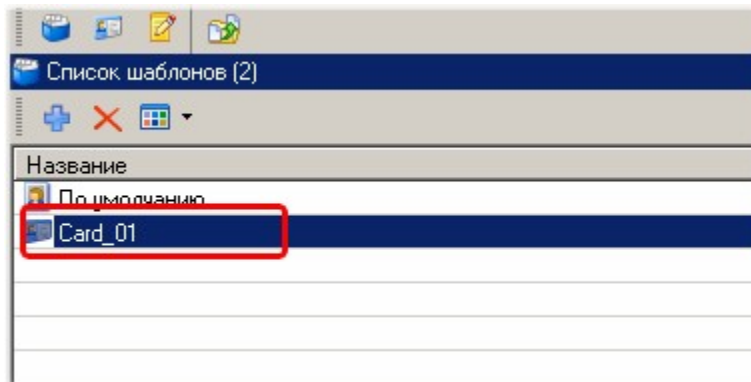 Список шаблонов (2)
Название
По умолчанию
Card_01